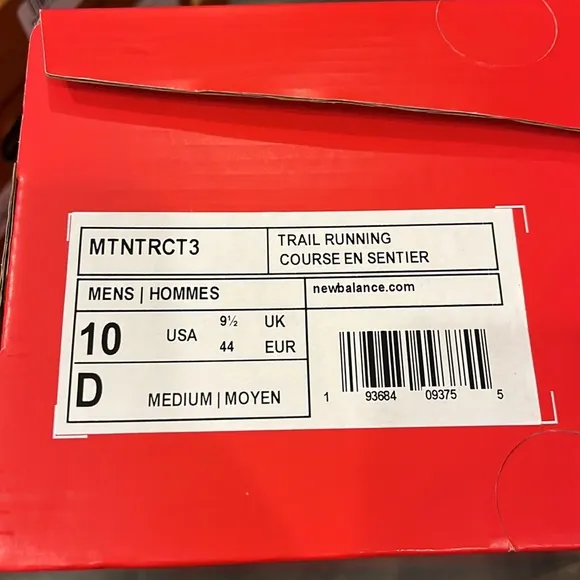 MTNTRCT3
TRAIL RUNNING
COURSE EN SENTIER
MENS | HOMMES
newbalance.com
10 USA 9½ UK
44 EUR
D MEDIUM | MOYEN
1 93684 09375 5